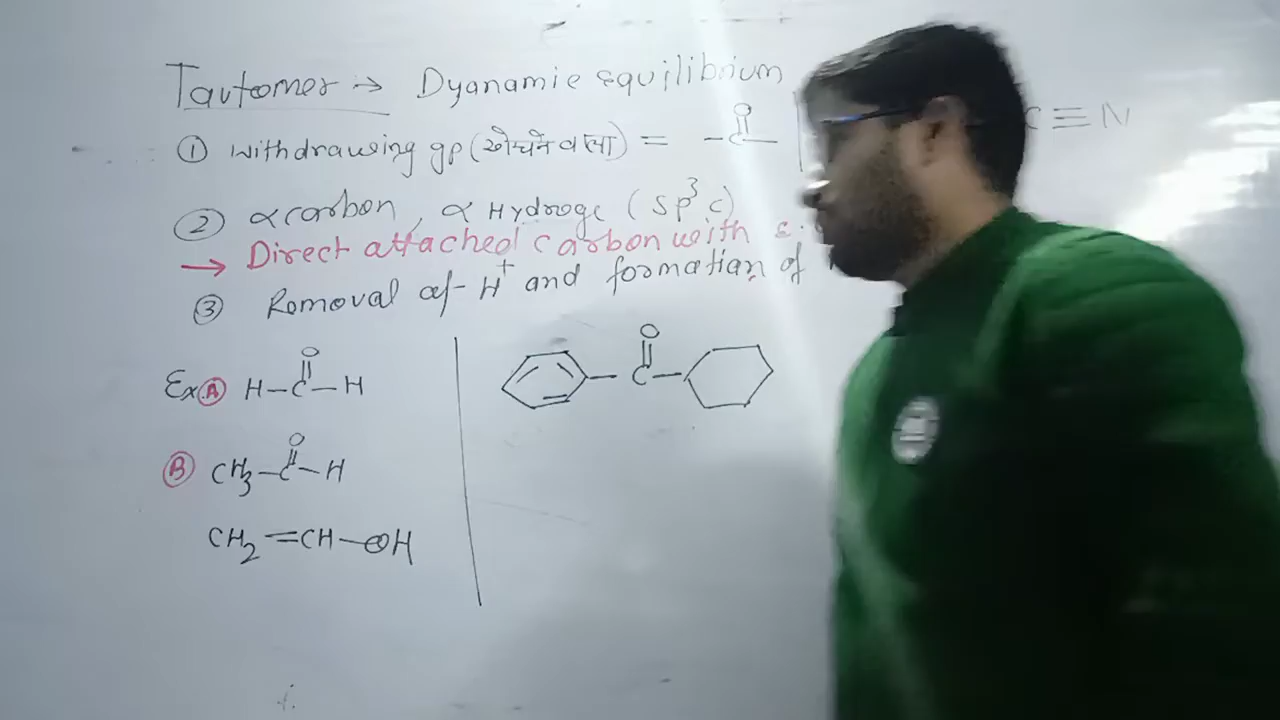 Tautomer → Dyanamic equilibrium
① withdrawing gp (खींचने वाला) = -C- C≡N
O
② α carbon, α Hydroge (sp³ c)
→ Direct attached carbon with
③ Romoval of H⁺ and formation of
Ex. Ⓐ H-C-H
O
Ⓑ CH₃-C-H
O
CH₂=CH-OH
O
C